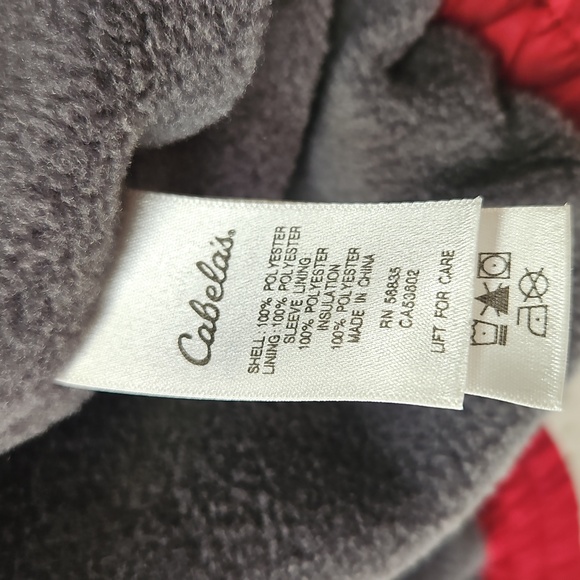 Cabela's®
SHELL: 100% POLYESTER
LINING: 100% POLYESTER
SLEEVE LINING:
100% POLYESTER
INSULATION
100% POLYESTER
MADE IN CHINA
RN 58835
CA53602
LIFT FOR CARE